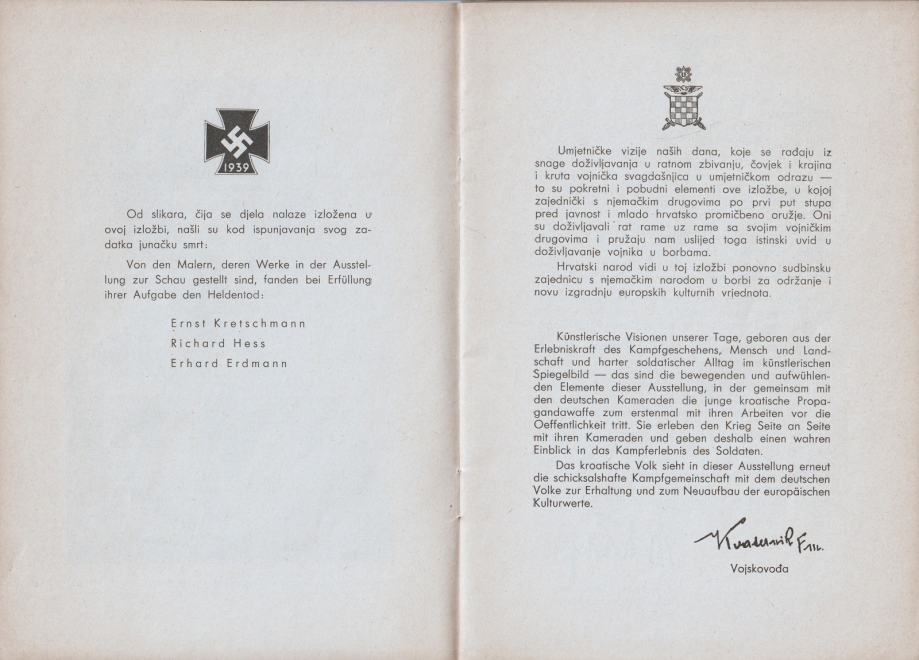 1939
Od slikara, čija se djela nalaze izložena u
ovoj izložbi, našli su kod ispunjavanja svog za-
datka junačku smrt:
Von den Malern, deren Werke in der Ausstel-
lung zur Schau gestellt sind, fanden bei Erfüllung
ihrer Aufgabe den Heldentod:
Ernst Kretschmann
Richard Hess
Erhard Erdmann
U
Umjetničke vizije naših dana, koje se rađaju iz
snage doživljavanja u ratnom zbivanju, čovjek i krajina
i kruta vojnička svagdašnjica u umjetničkom odrazu —
to su pokretni i pobudni elementi ove izložbe, u kojoj
zajednički s njemačkim drugovima po prvi put stupa
pred javnost i mlado hrvatsko promičbeno oružje. Oni
su doživljavali rat rame uz rame sa svojim vojničkim
drugovima i pružaju nam uslijed toga istinski uvid u
doživljavanje vojnika u borbama.
Hrvatski narod vidi u toj izložbi ponovno sudbinsku
zajednicu s njemačkim narodom u borbi za održanje i
novu izgradnju europskih kulturnih vrijednota.
Künstlerische Visionen unserer Tage, geboren aus der
Erlebniskraft des Kampfgeschehens, Mensch und Land-
schaft und harter soldatischer Alltag im künstlerischen
Spiegelbild — das sind die bewegenden und aufwühlen-
den Elemente dieser Ausstellung, in der gemeinsam mit
den deutschen Kameraden die junge kroatische Propa-
gandawaffe zum erstenmal mit ihren Arbeiten vor die
Oeffentlichkeit tritt. Sie erleben den Krieg Seite an Seite
mit ihren Kameraden und geben deshalb einen wahren
Einblick in das Kampferlebnis des Soldaten.
Das kroatische Volk sieht in dieser Ausstellung erneut
die schicksalshafte Kampfgemeinschaft mit dem deutschen
Volke zur Erhaltung und zum Neuaufbau der europäischen
Kulturwerte.
Kvaternik
Vojskovođa